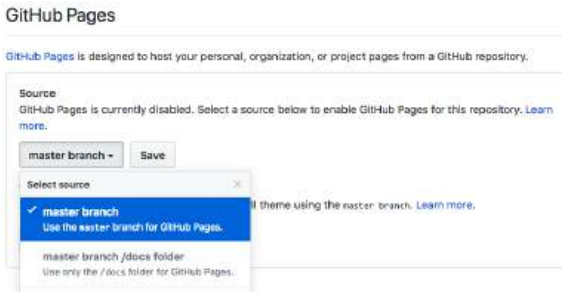 GitHub Pages
GitHub Pages is designed to host your personal, organization, or project pages from a GitHub repository.
Source
GitHub Pages is currently disabled. Select a source below to enable GitHub Pages for this repository. Learn
more.
master branch Save
Select source
ll theme using the master branch. Learn more.
master branch
Use the master branch for GitHub Pages.
master branch /docs folder
Use only the /docs folder for GitHub Pages.